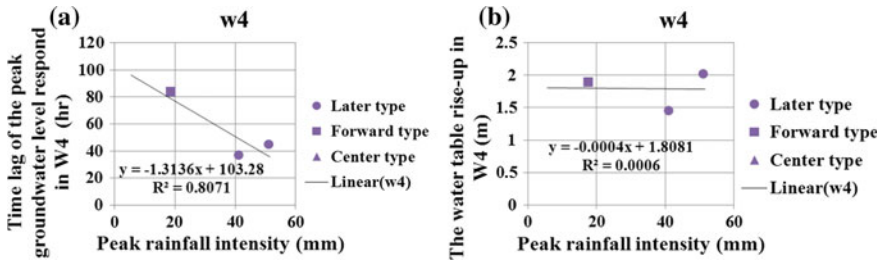 (a)
w4
Time lag of the peak
groundwater level respond
in W4 (hr)
120
100
80
60
40
20
0
y = -1.3136x + 103.28
R² = 0.8071
0 20 40 60
Peak rainfall intensity (mm)
Later type
Forward type
Center type
Linear(w4)
(b)
w4
The water table rise-up in
W4 (m)
2.5
2
1.5
1
0.5
0
y = -0.0004x + 1.8081
R² = 0.0006
0 20 40 60
Peak rainfall intensity (mm)
Later type
Forward type
Center type
Linear(w4)